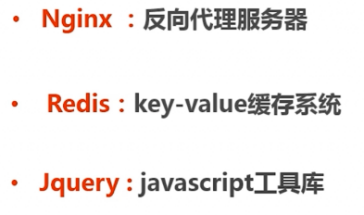 • Nginx ：反向代理服务器
• Redis：key-value缓存系统
• Jquery : javascript工具库